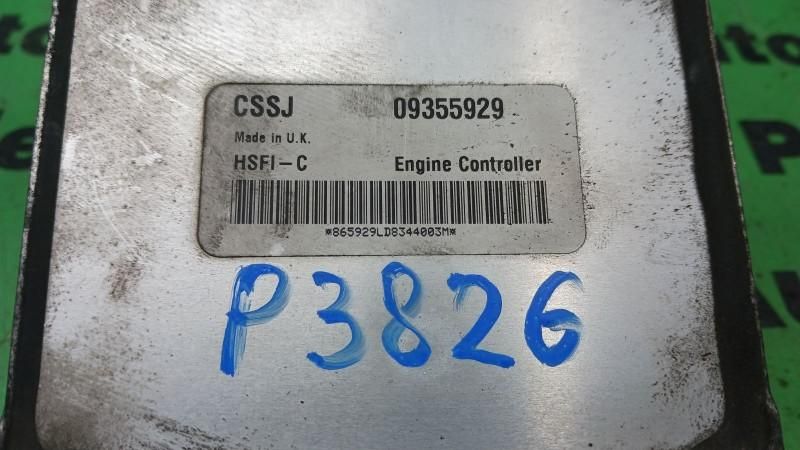 CSSJ 09355929
Made in U.K.
HSFI-C Engine Controller
*865929LD8344003M*
P3826